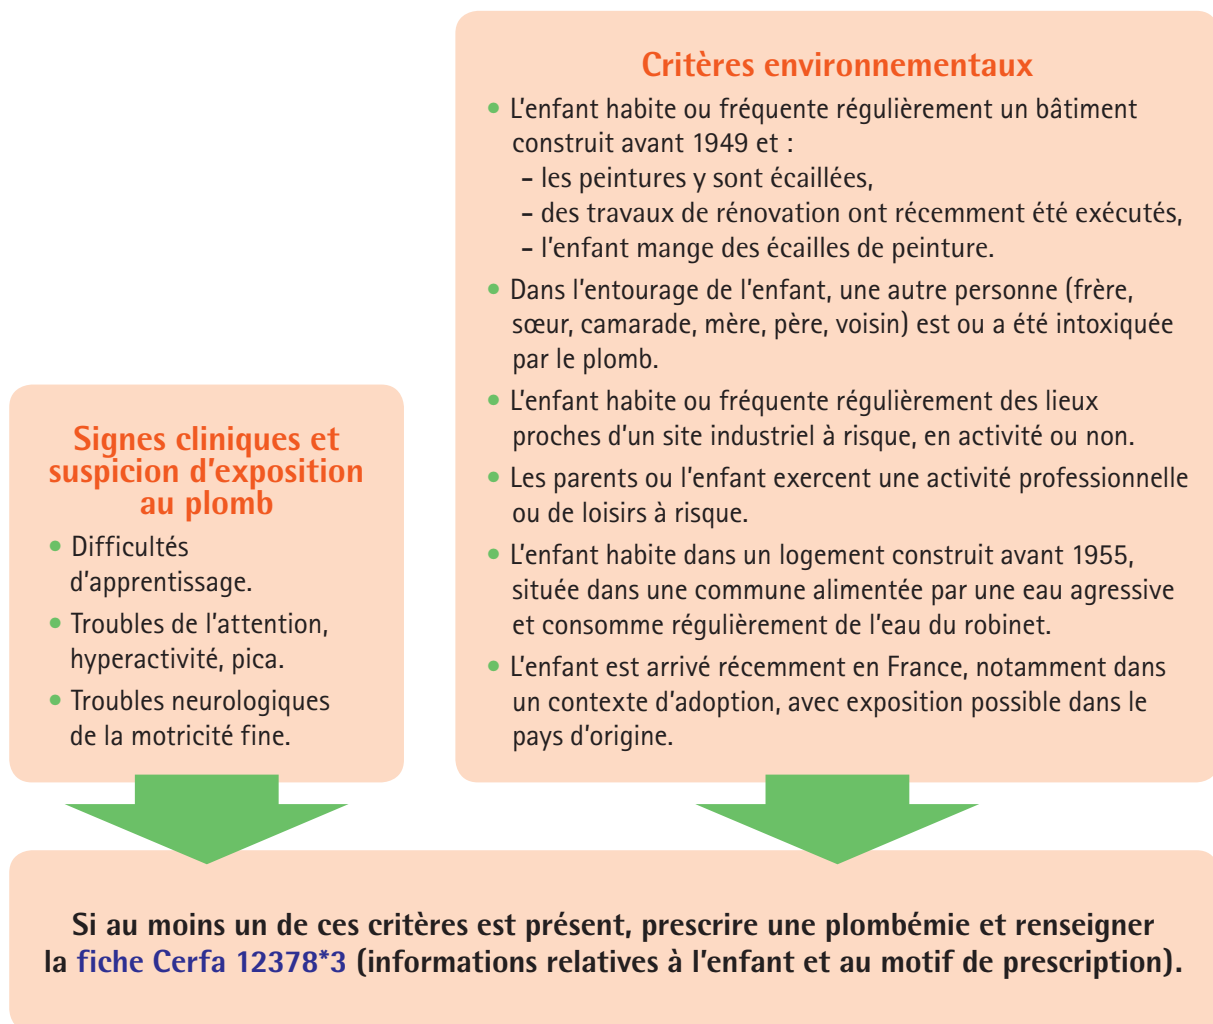 Critères environnementaux
• L'enfant habite ou fréquente régulièrement un bâtiment
construit avant 1949 et :
- les peintures y sont écaillées,
- des travaux de rénovation ont récemment été exécutés,
- l'enfant mange des écailles de peinture.
• Dans l'entourage de l'enfant, une autre personne (frère,
sœur, camarade, mère, père, voisin) est ou a été intoxiquée
par le plomb.
• L'enfant habite ou fréquente régulièrement des lieux
proches d'un site industriel à risque, en activité ou non.
• Les parents ou l'enfant exercent une activité professionnelle
ou de loisirs à risque.
• L'enfant habite dans un logement construit avant 1955,
située dans une commune alimentée par une eau agressive
et consomme régulièrement de l'eau du robinet.
• L'enfant est arrivé récemment en France, notamment dans
un contexte d'adoption, avec exposition possible dans le
pays d'origine.
Signes cliniques et
suspicion d'exposition
au plomb
• Difficultés
d'apprentissage.
• Troubles de l'attention,
hyperactivité, pica.
• Troubles neurologiques
de la motricité fine.
Si au moins un de ces critères est présent, prescrire une plombémie et renseigner
la fiche Cerfa 12378*3 (informations relatives à l'enfant et au motif de prescription).